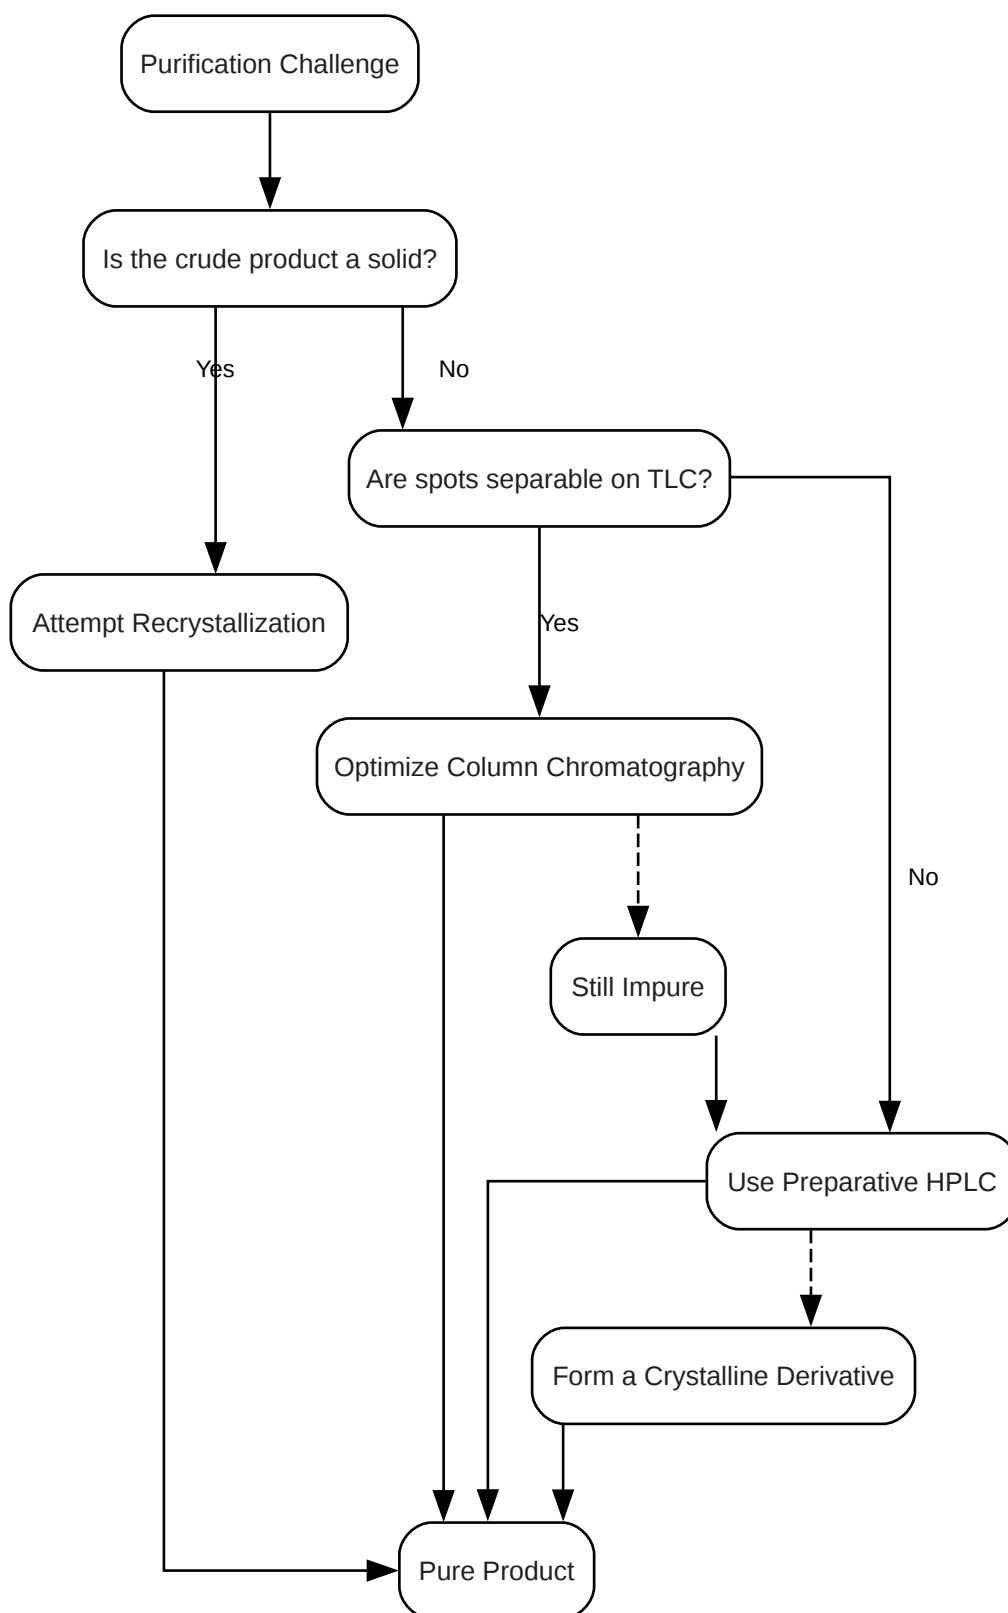 Purification Challenge
Is the crude product a solid?
Yes
No
Are spots separable on TLC?
Attempt Recrystallization
Yes
Optimize Column Chromatography
No
Still Impure
Use Preparative HPLC
Form a Crystalline Derivative
Pure Product